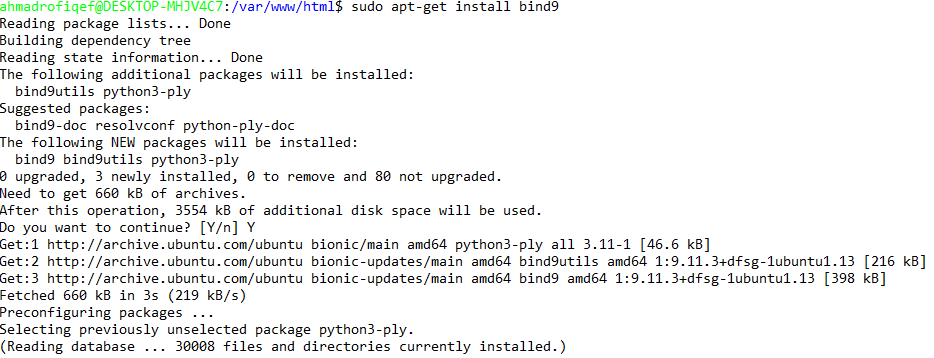 ahmadrofiqef@DESKTOP-MHJV4C7:/var/www/html$ sudo apt-get install bind9
Reading package lists... Done
Building dependency tree
Reading state information... Done
The following additional packages will be installed:
  bind9utils python3-ply
Suggested packages:
  bind9-doc resolvconf python-ply-doc
The following NEW packages will be installed:
  bind9 bind9utils python3-ply
0 upgraded, 3 newly installed, 0 to remove and 80 not upgraded.
Need to get 660 kB of archives.
After this operation, 3554 kB of additional disk space will be used.
Do you want to continue? [Y/n] Y
Get:1 http://archive.ubuntu.com/ubuntu bionic/main amd64 python3-ply all 3.11-1 [46.6 kB]
Get:2 http://archive.ubuntu.com/ubuntu bionic-updates/main amd64 bind9utils amd64 1:9.11.3+dfsg-1ubuntu1.13 [216 kB]
Get:3 http://archive.ubuntu.com/ubuntu bionic-updates/main amd64 bind9 amd64 1:9.11.3+dfsg-1ubuntu1.13 [398 kB]
Fetched 660 kB in 3s (219 kB/s)
Preconfiguring packages ...
Selecting previously unselected package python3-ply.
(Reading database ... 30008 files and directories currently installed.)